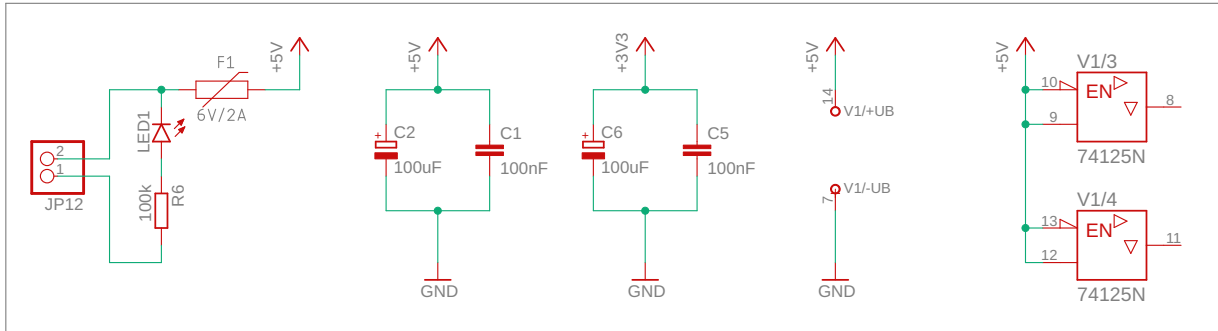 F1
+5V
6V/2A
LED1
2
1
JP12
100k
R6
+5V
+
C2
100uF
C1
100nF
GND
+3V3
+
C6
100uF
C5
100nF
GND
+5V
14
V1/+UB
V1/-UB
7
GND
+5V
V1/3
10
EN
8
9
74125N
V1/4
13
EN
11
12
74125N